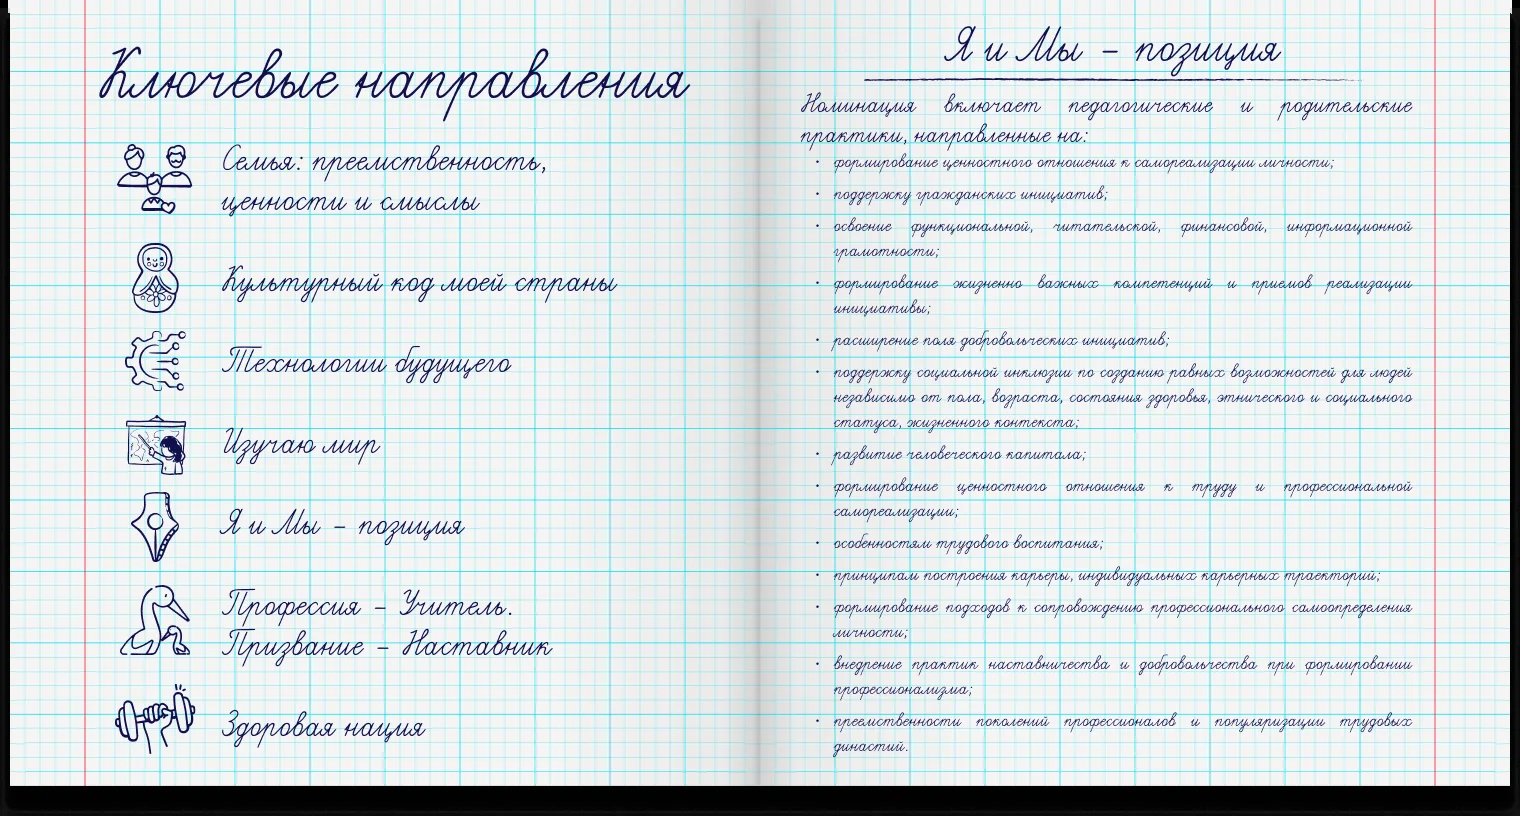 Ключевые направления
Семья: преемственность,
ценности и смыслы
Культурный код моей страны
Технологии будущего
Изучаю мир
Я и Мы – позиция
Профессия – Учитель.
Призвание – Наставник
Здоровая нация
Я и Мы – позиция
Номинация включает педагогические и родительские
практики, направленные на:
• формирование ценностного отношения к самореализации личности;
• поддержку гражданских инициатив;
• освоение функциональной, читательской, финансовой, информационной
грамотности;
• формирование жизненно важных компетенций и приемов реализации
инициативы;
• расширение поля добровольческих инициатив;
• поддержку социальной инклюзии по созданию равных возможностей для людей
независимо от пола, возраста, состояния здоровья, этнического и социального
статуса, жизненного контекста;
• развитие человеческого капитала;
• формирование ценностного отношения к труду и профессиональной
самореализации;
• особенностям трудового воспитания;
• принципам построения карьеры, индивидуальных карьерных траекторий;
• формирование подходов к сопровождению профессионального самоопределения
личности;
• внедрение практик наставничества и добровольчества при формировании
профессионализма;
• преемственности поколений профессионалов и популяризации трудовых
династий.